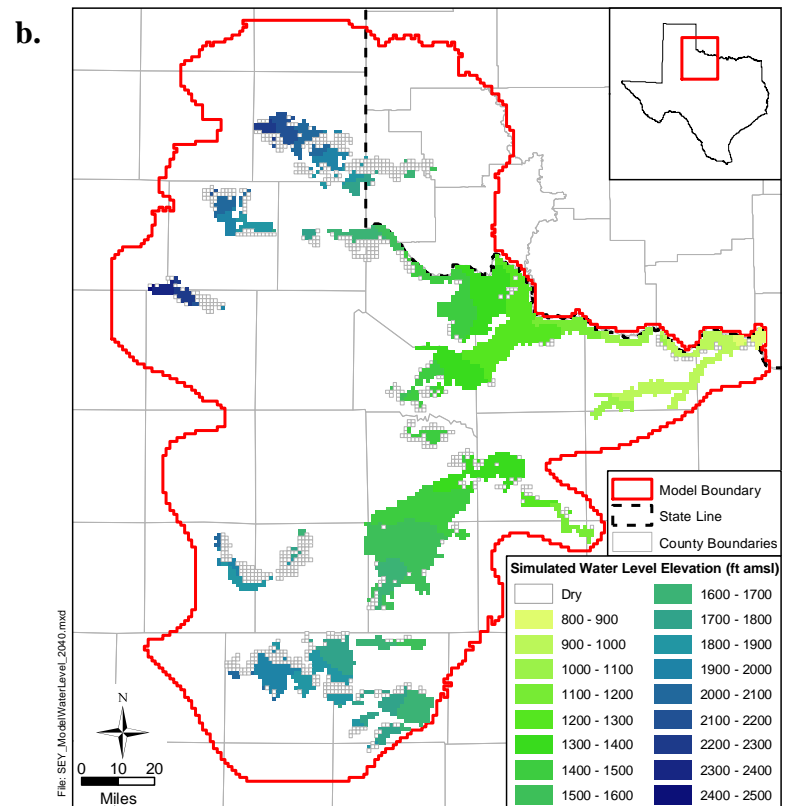 b.
Model Boundary
State Line
County Boundaries
Simulated Water Level Elevation (ft amsl)
Dry
800 - 900
900 - 1000
1000 - 1100
1100 - 1200
1200 - 1300
1300 - 1400
1400 - 1500
1500 - 1600
1600 - 1700
1700 - 1800
1800 - 1900
1900 - 2000
2000 - 2100
2100 - 2200
2200 - 2300
2300 - 2400
2400 - 2500
File: SEY_ModelWaterLevel_2040.mxd
N
0 10 20
Miles